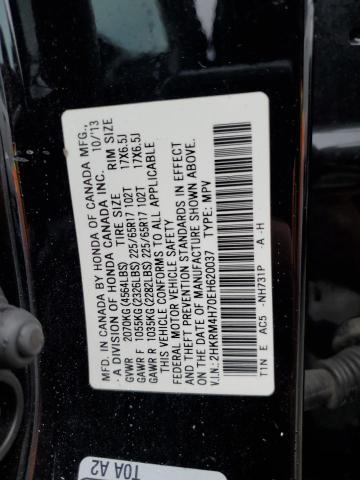 MFD. IN CANADA BY HONDA OF CANADA MFG. 10/13
A DIVISION OF HONDA CANADA INC.
TIRE SIZE RIM SIZE
GVWR 2070KG (4564LBS)
GAWR F 1055KG (2326LBS) 225/65R17 102T 17X6.5J
GAWR R 1035KG (2282LBS) 225/65R17 102T 17X6.5J
THIS VEHICLE CONFORMS TO ALL APPLICABLE
FEDERAL MOTOR VEHICLE SAFETY
AND THEFT PREVENTION STANDARDS IN EFFECT
ON THE DATE OF MANUFACTURE SHOWN ABOVE.
V.I.N: 2HKRM4H70EH620037 TYPE: MPV
T1N E AC5 -NH731P -A -H
T0A A2